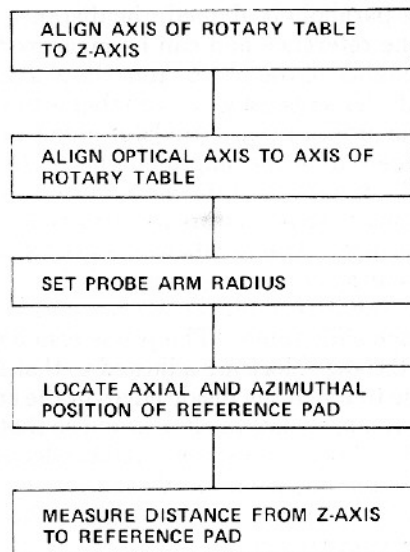 ALIGN AXIS OF ROTARY TABLE
TO Z-AXIS
ALIGN OPTICAL AXIS TO AXIS OF
ROTARY TABLE
SET PROBE ARM RADIUS
LOCATE AXIAL AND AZIMUTHAL
POSITION OF REFERENCE PAD
MEASURE DISTANCE FROM Z-AXIS
TO REFERENCE PAD